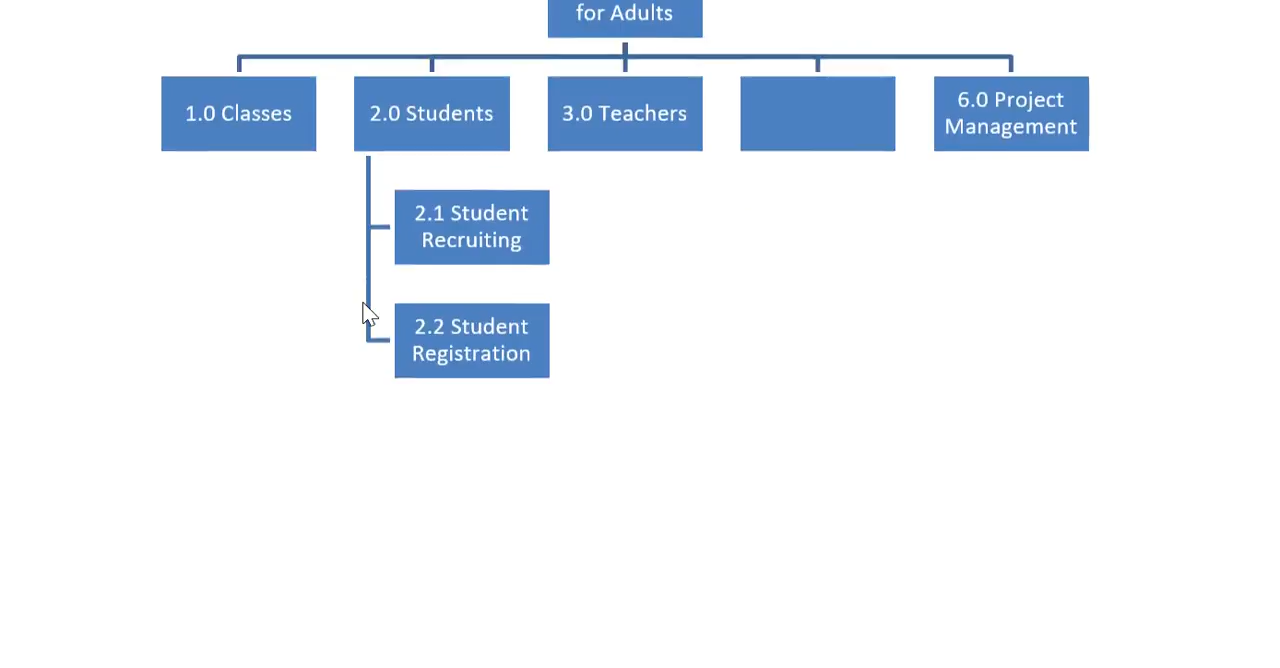 for Adults
1.0 Classes
2.0 Students
3.0 Teachers
6.0 Project
Management
2.1 Student
Recruiting
2.2 Student
Registration